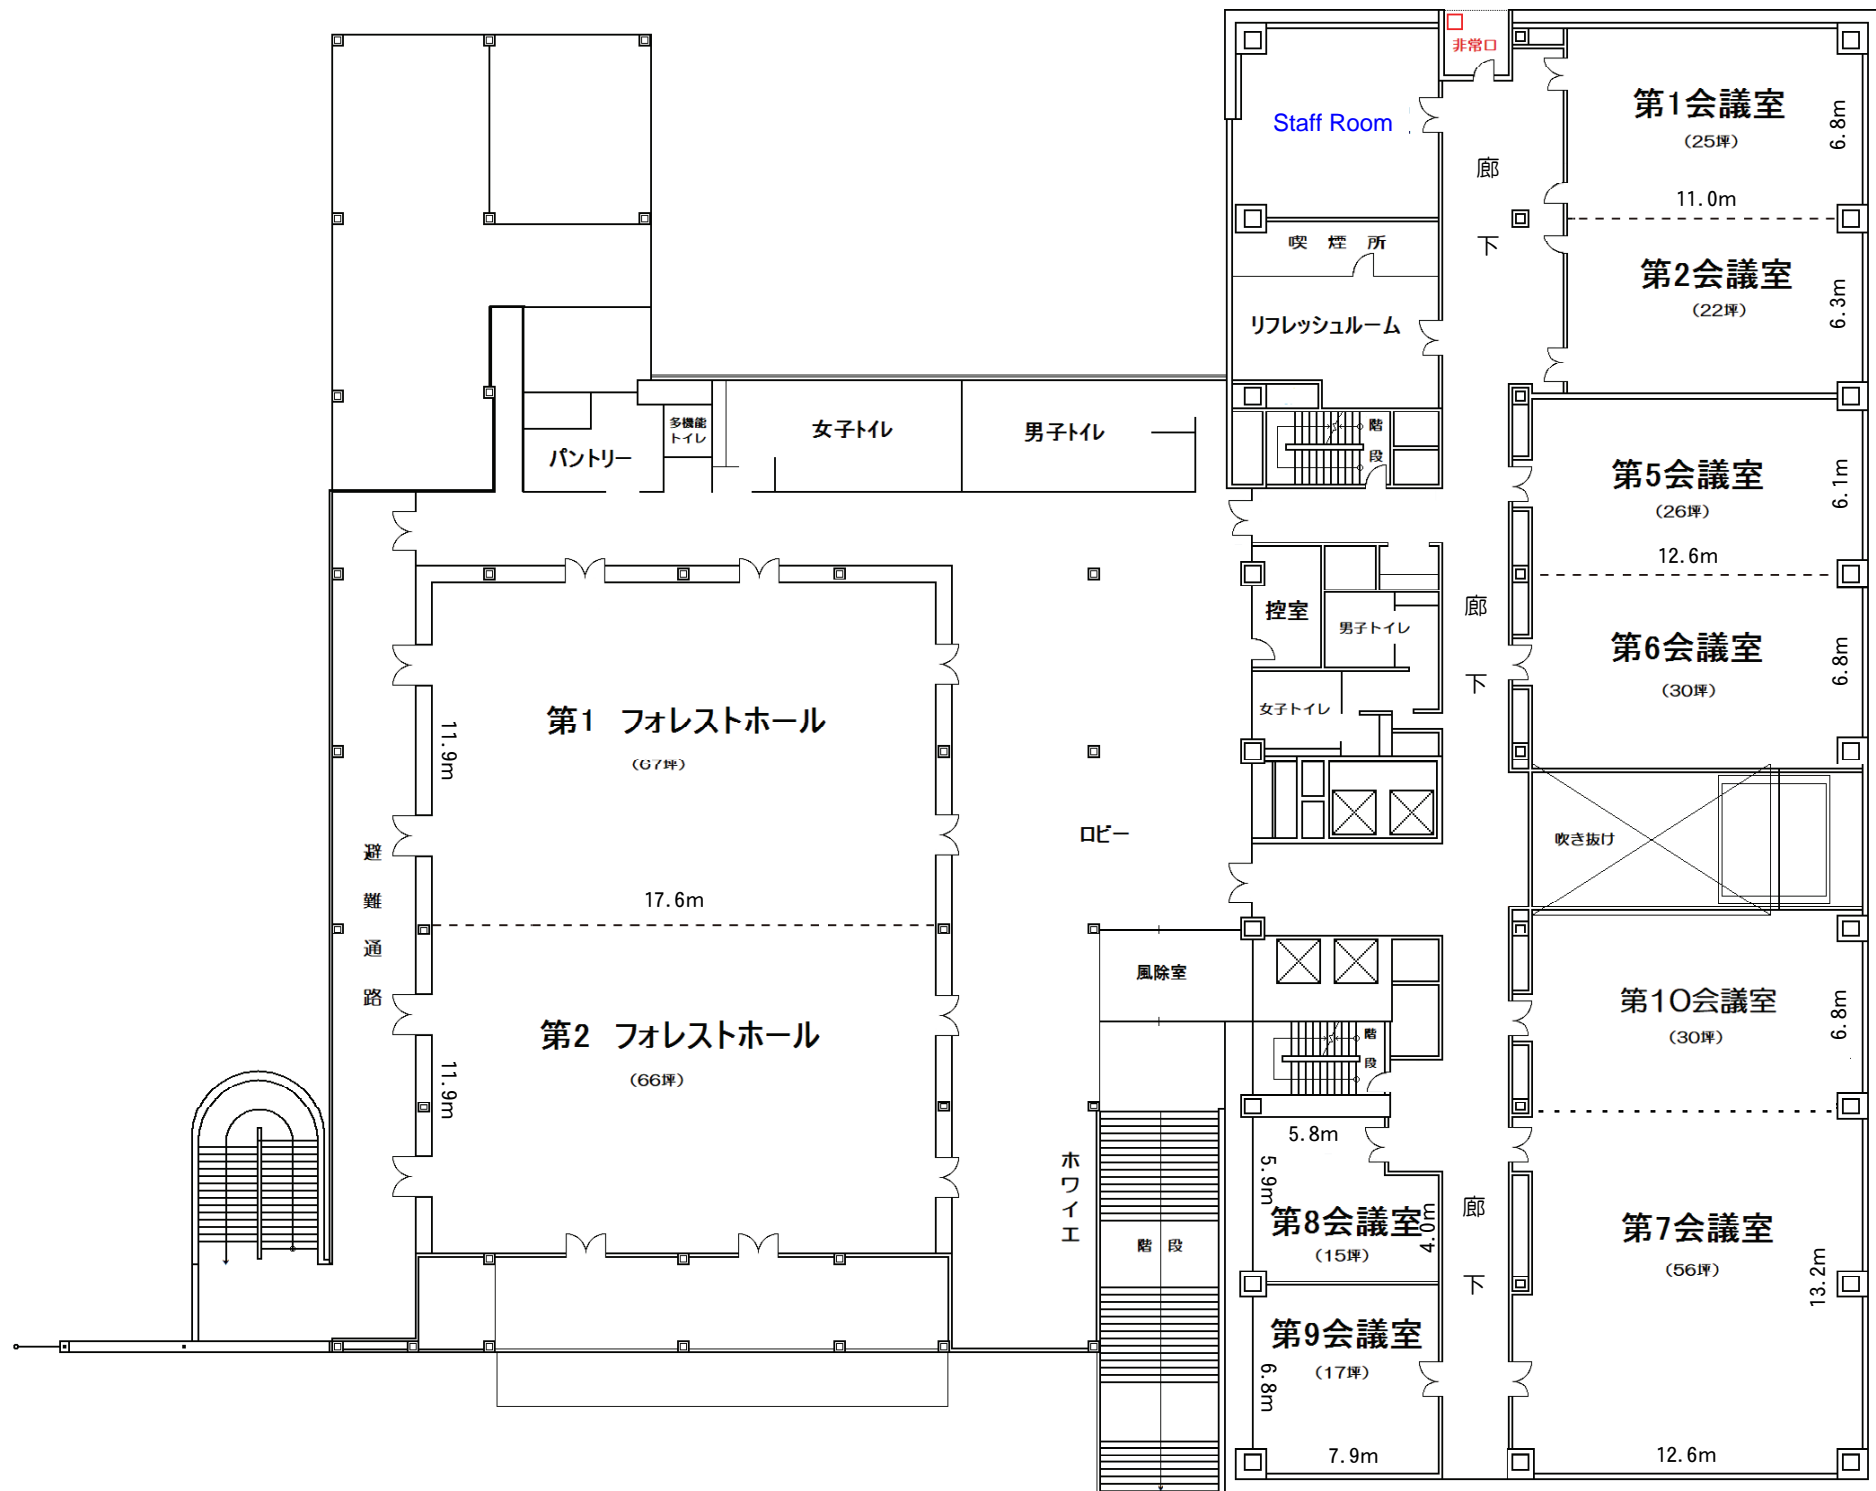 非常口
Staff Room
第1会議室
(25坪)
6.8m
11.0m
廊
下
喫 煙 所
第2会議室
(22坪)
6.3m
リフレッシュルーム
多機能
トイレ
女子トイレ
男子トイレ
パントリー
階
段
第5会議室
(26坪)
6.1m
12.6m
控室
男子トイレ
廊
下
第6会議室
(30坪)
6.8m
女子トイレ
第1 フォレストホール
(67坪)
11.9m
ロビー
吹き抜け
避
難
通
路
17.6m
風除室
第10会議室
(30坪)
6.8m
第2 フォレストホール
(66坪)
11.9m
階
段
5.8m
5.9m
第8会議室
(15坪)
4.0m
ホ
ワ
イ
エ
階 段
廊
下
第7会議室
(56坪)
13.2m
第9会議室
(17坪)
6.8m
7.9m
12.6m